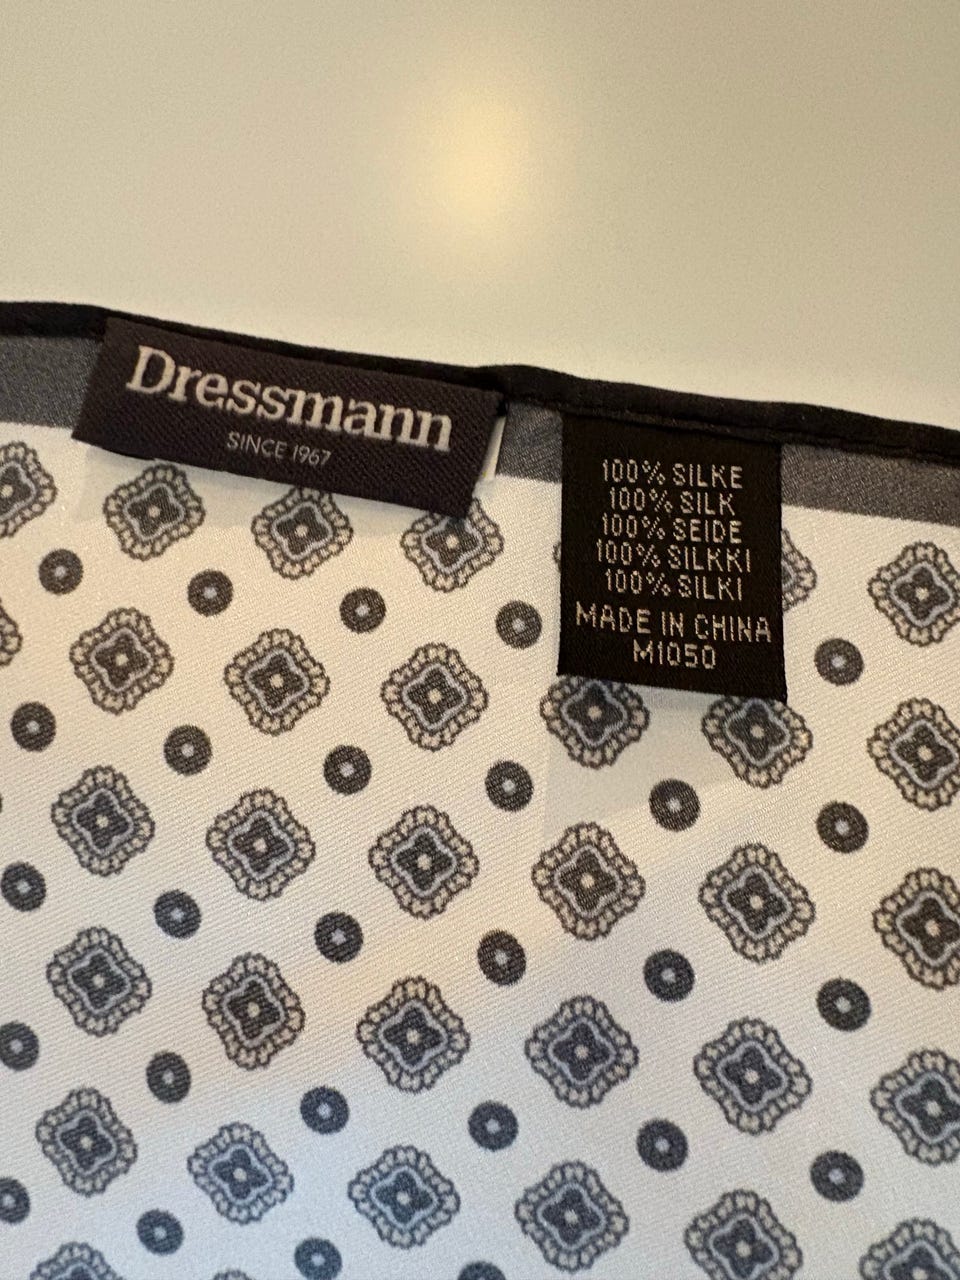 Dressmann
SINCE 1967
100% SILKE
100% SILK
100% SEIDE
100% SILKKI
100% SILKI
MADE IN CHINA
M1050